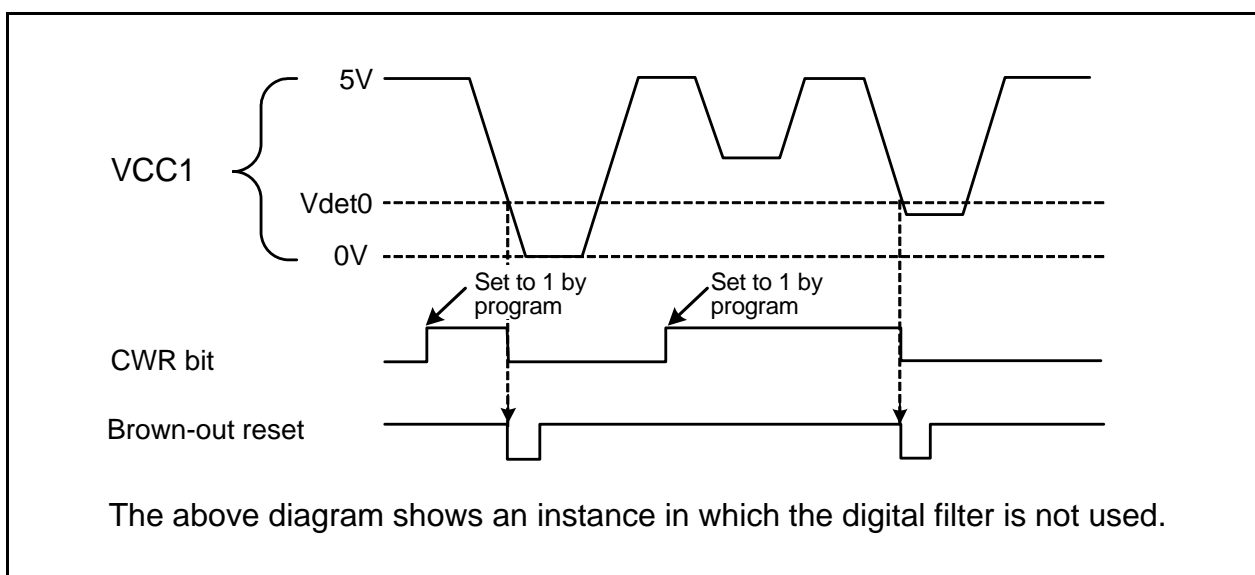 5V
VCC1
Vdet0
0V
Set to 1 by
program
Set to 1 by
program
CWR bit
Brown-out reset
The above diagram shows an instance in which the digital filter is not used.